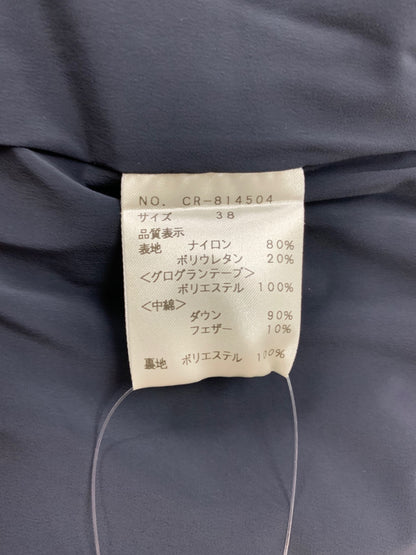 NO. CR-814504
サイズ 38
品質表示
表地 ナイロン 80%
ポリウレタン 20%
<グログランテープ>
ポリエステル 100%
<中綿>
ダウン 90%
フェザー 10%
裏地 ポリエステル 100%